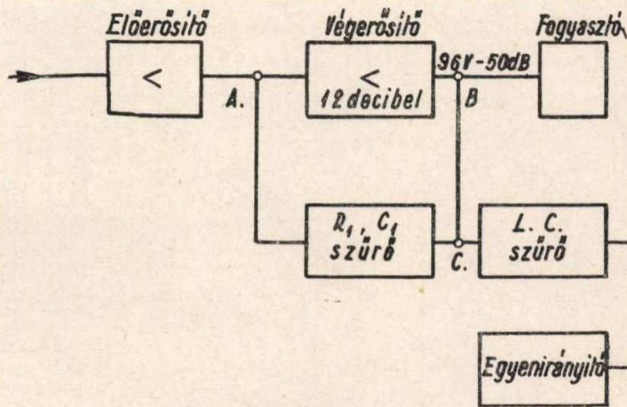 Előerősítő
Végerősítő
Fogyasztó
<
<
12 decibel
96V-50dB
A.
B
R₁, C₁
szűrő
C.
L. C.
szűrő
Egyenirányító